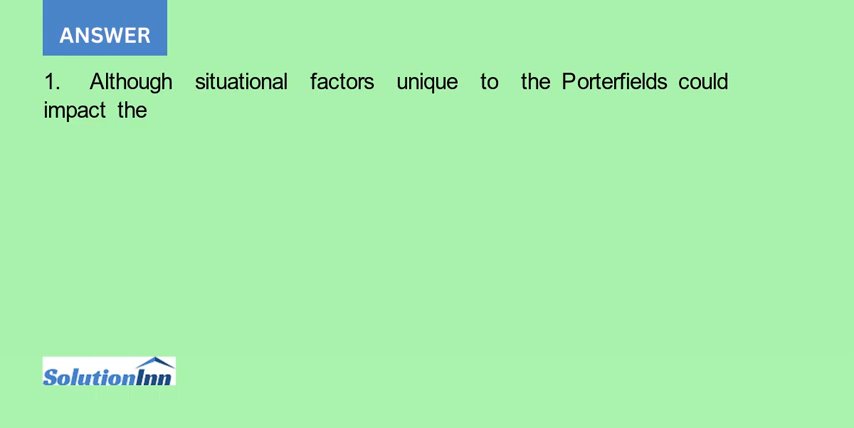 ANSWER
1. Although situational factors unique to the Porterfields could
impact the
SolutionInn